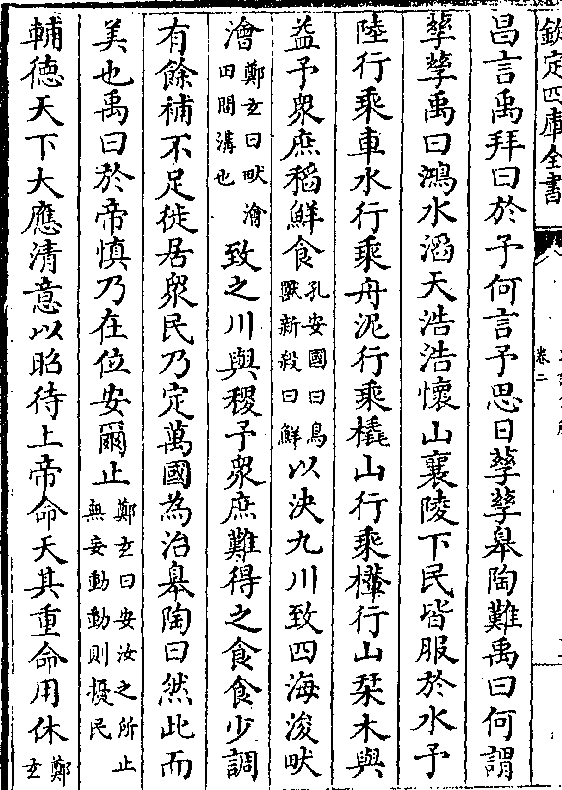 欽定四庫全書
卷二
昌言禹拜曰於予何言予思日孳孳臯陶難禹曰何謂
孳孳禹曰鴻水滔天浩浩懷山襄陵下民皆服於水予
陸行乘車水行乘舟泥行乘橇山行乘檋行山栞木與
益予衆庶稻鮮食孔安國曰鳥獸新殺曰鮮以決九川致四海浚畎
澮鄭玄曰畎澮田間溝也致之川與稷予衆庶難得之食食少調
有餘補不足徙居衆民乃定萬國為治臯陶曰然此而
美也禹曰於帝慎乃在位安爾止鄭玄曰安汝之所止無妄動動則擾民
輔德天下大應清意以昭待上帝命天其重命用休鄭玄